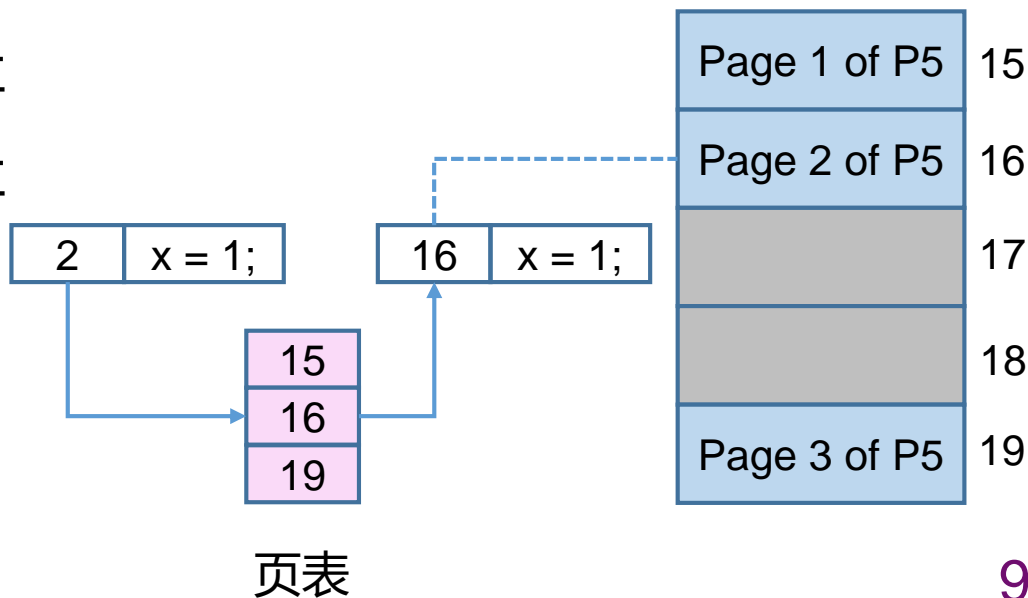 Page 1 of P5 15
Page 2 of P5 16
2 x = 1;
16 x = 1;
17
15
18
16
Page 3 of P5 19
19
页表
9